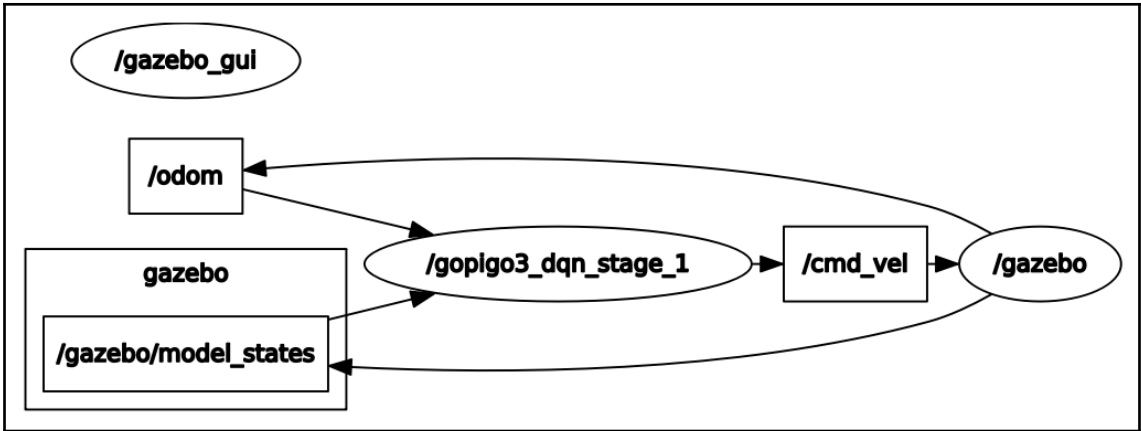 /gazebo_gui
/odom
gazebo
/gopigo3_dqn_stage_1
/cmd_vel
/gazebo
/gazebo/model_states